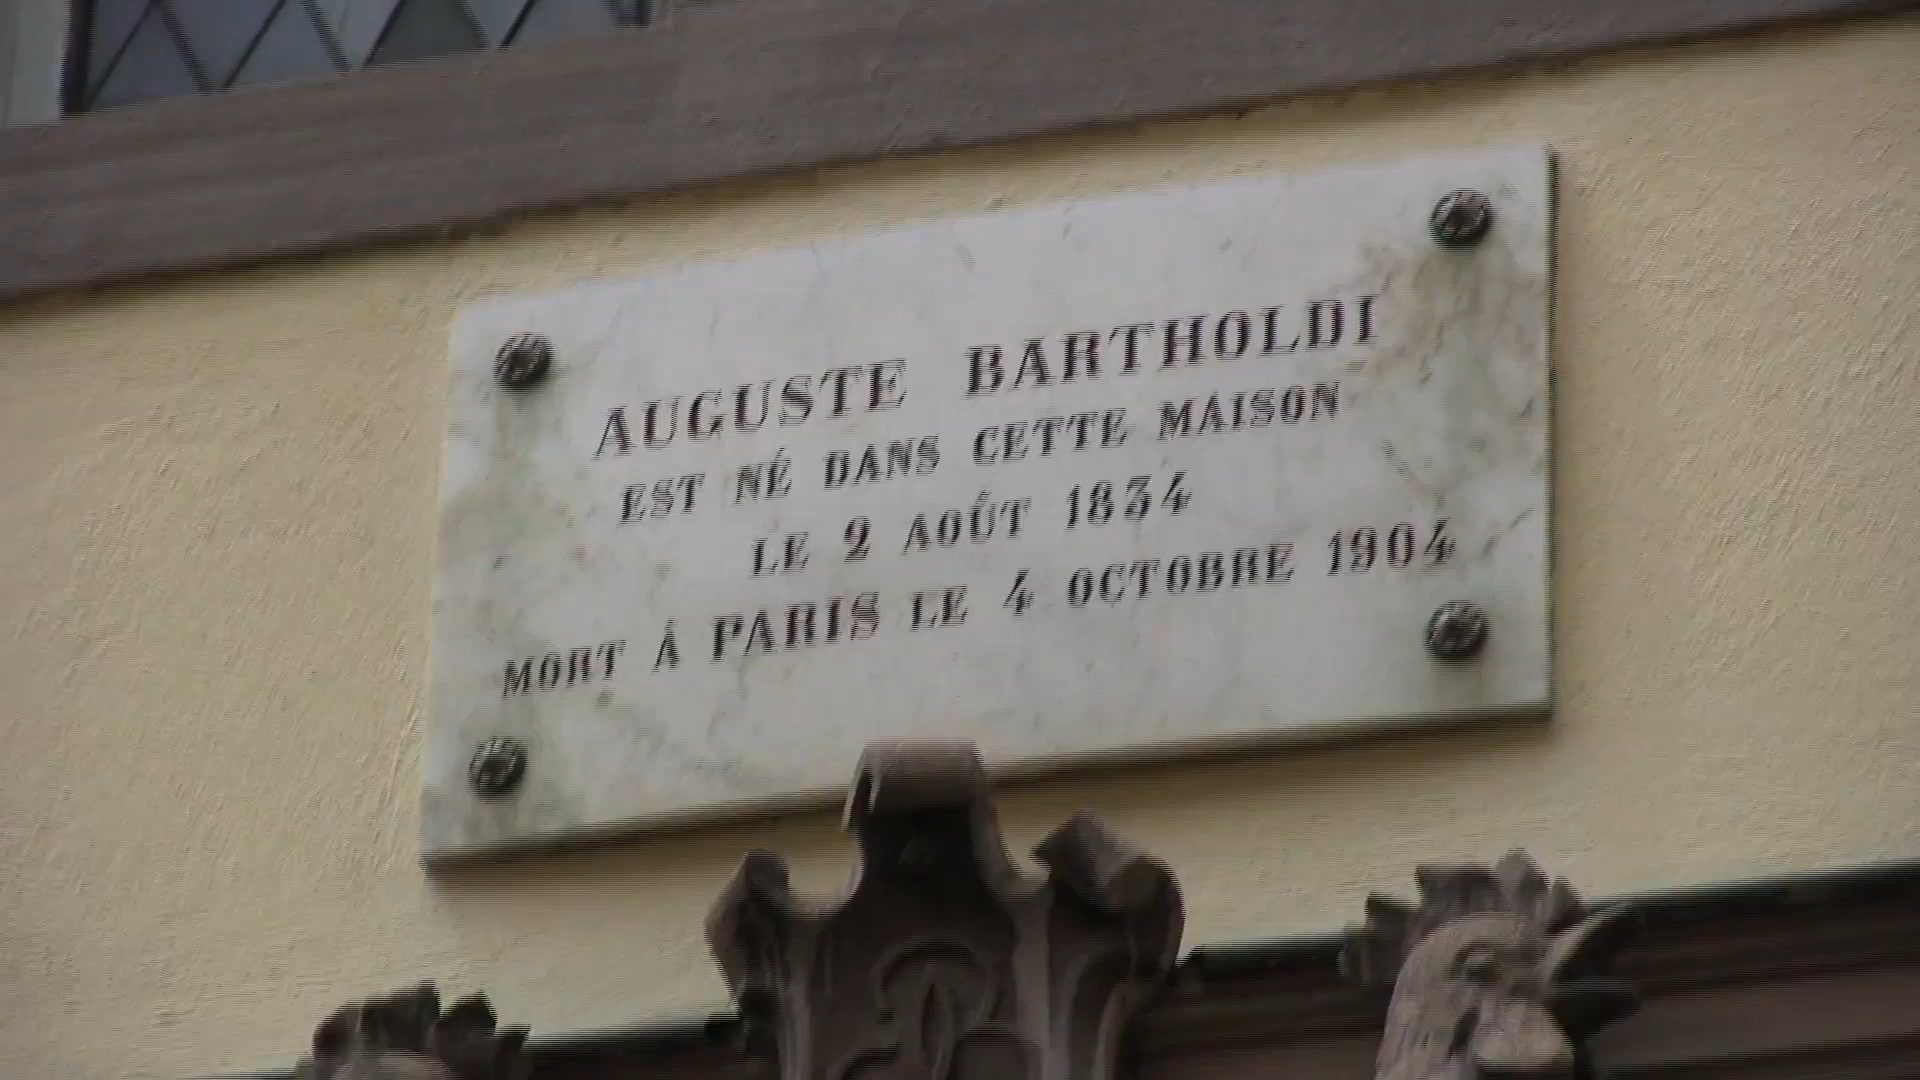 AUGUSTE BARTHOLDI
EST NÉ DANS CETTE MAISON
LE 2 AOÛT 1834
MORT À PARIS LE 4 OCTOBRE 1904